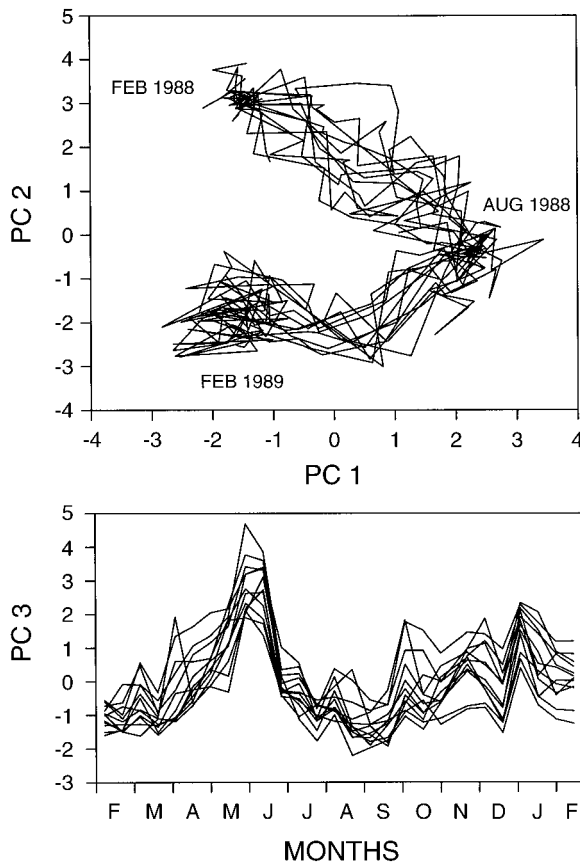 5
4
3
2
1
0
-1
-2
-3
-4
PC 2
FEB 1988
AUG 1988
FEB 1989
-4 -3 -2 -1 0 1 2 3 4
PC 1
5
4
3
2
1
0
-1
-2
-3
PC 3
F M A M J J A S O N D J F
MONTHS